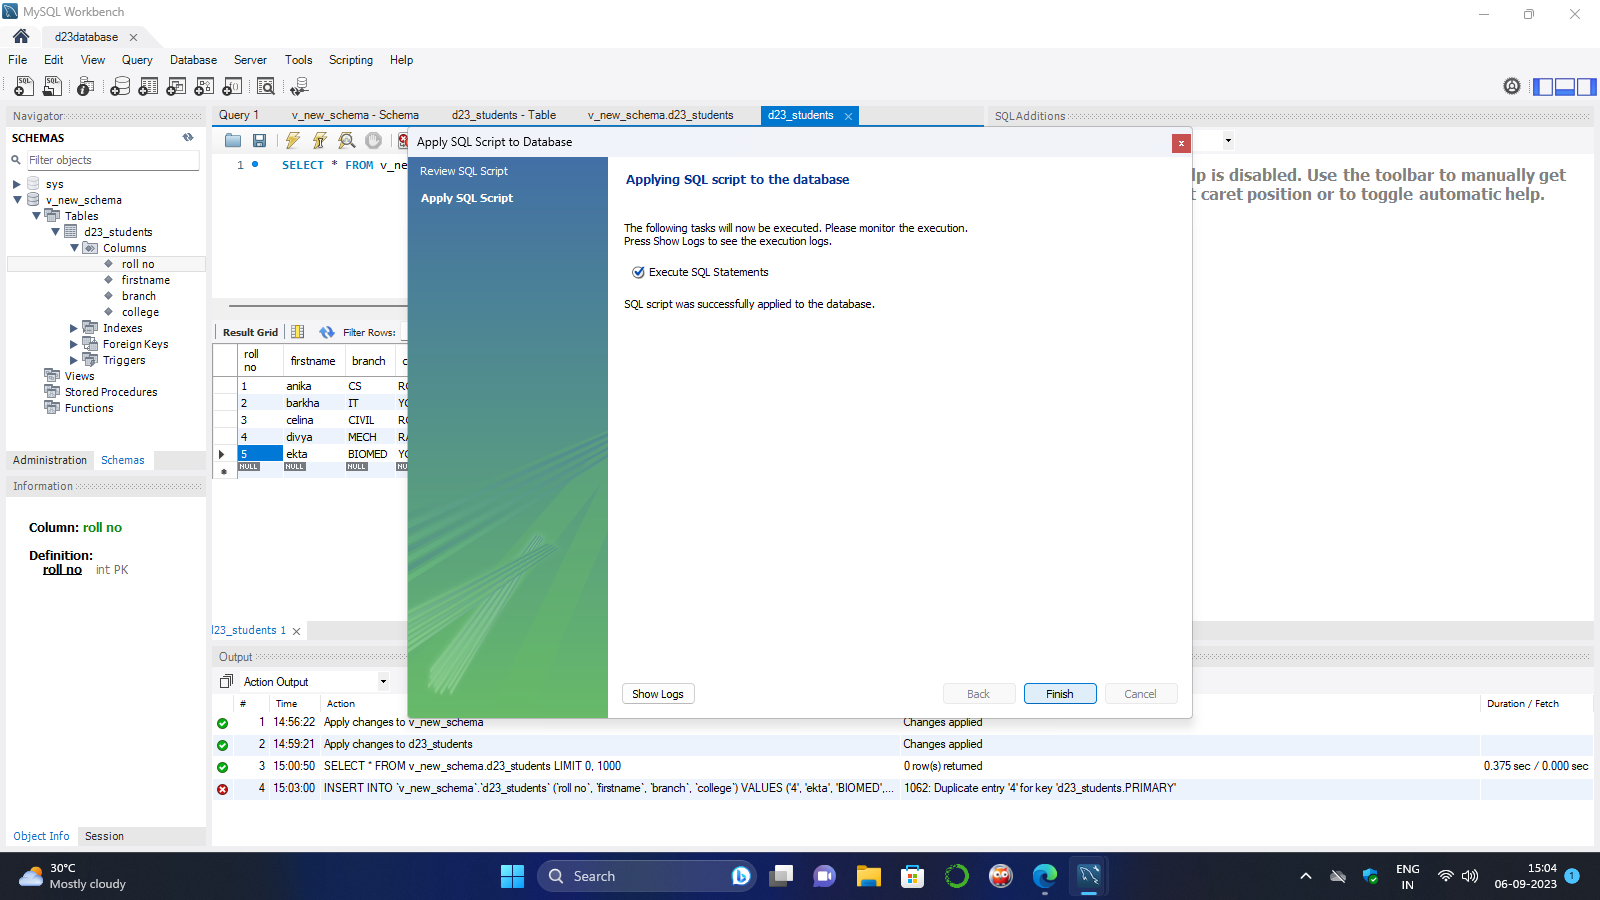 MySQL Workbench
d23database
File Edit View Query Database Server Tools Scripting Help
Navigator
SCHEMAS
Filter objects
sys
v_new_schema
Tables
d23_students
Columns
roll no
firstname
branch
college
Indexes
Foreign Keys
Triggers
Views
Stored Procedures
Functions
Administration Schemas
Information
Column: roll no
Definition:
roll no int PK
Object Info Session
Query 1 v_new_schema - Schema d23_students - Table v_new_schema.d23_students d23_students
1 SELECT * FROM v_ne
Result Grid Filter Rows:
roll no firstname branch c
1 anika CS RC
2 barkha IT YC
3 celina CIVIL RC
4 divya MECH RA
5 ekta BIOMED YC
NULL NULL NULL NU
Apply SQL Script to Database
Review SQL Script
Apply SQL Script
Applying SQL script to the database
The following tasks will now be executed. Please monitor the execution.
Press Show Logs to see the execution logs.
Execute SQL Statements
SQL script was successfully applied to the database.
Show Logs Back Finish Cancel
SQLAdditions
lp is disabled. Use the toolbar to manually get
t caret position or to toggle automatic help.
d23_students 1
Output
Action Output
# Time Action Duration / Fetch
1 14:56:22 Apply changes to v_new_schema Changes applied
2 14:59:21 Apply changes to d23_students Changes applied
3 15:00:50 SELECT * FROM v_new_schema.d23_students LIMIT 0, 1000 0 row(s) returned 0.375 sec / 0.000 sec
4 15:03:00 INSERT INTO `v_new_schema`.`d23_students` (`roll no`, `firstname`, `branch`, `college`) VALUES ('4', 'ekta', 'BIOMED',... 1062: Duplicate entry '4' for key 'd23_students.PRIMARY'
30°C
Mostly cloudy
Search
ENG
IN
15:04
06-09-2023
1